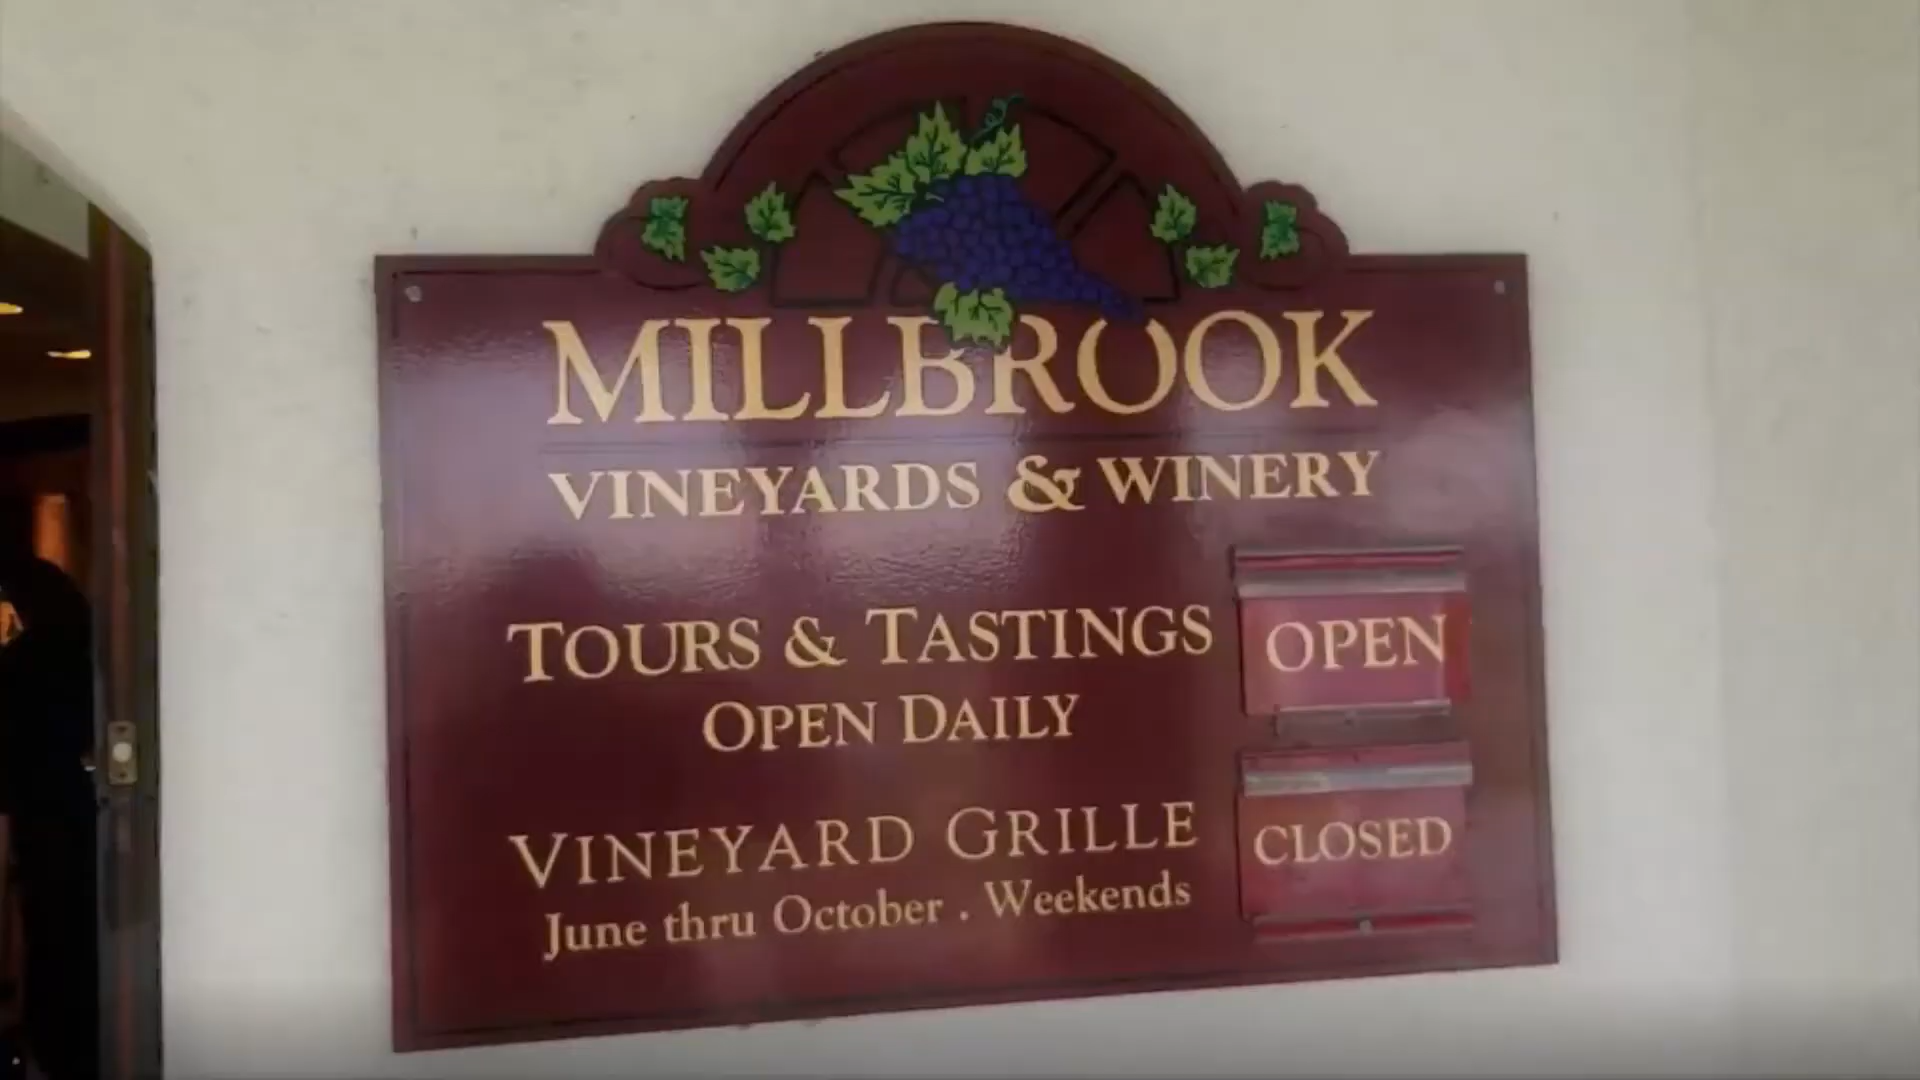 MILLBROOK
VINEYARDS & WINERY
TOURS & TASTINGS
OPEN DAILY
OPEN
VINEYARD GRILLE
June thru October . Weekends
CLOSED